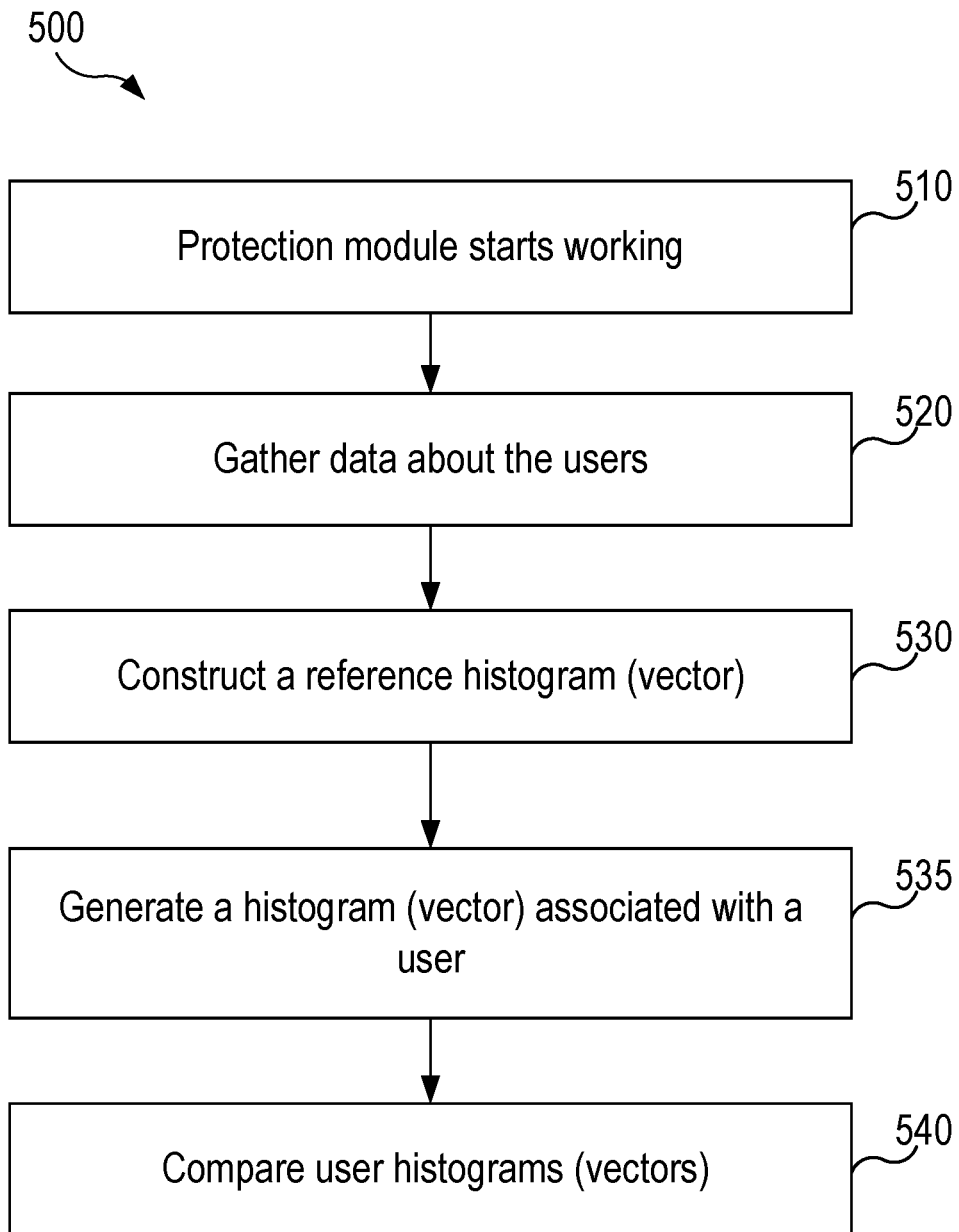 500
510
Protection module starts working
520
Gather data about the users
530
Construct a reference histogram (vector)
535
Generate a histogram (vector) associated with a
user
540
Compare user histograms (vectors)